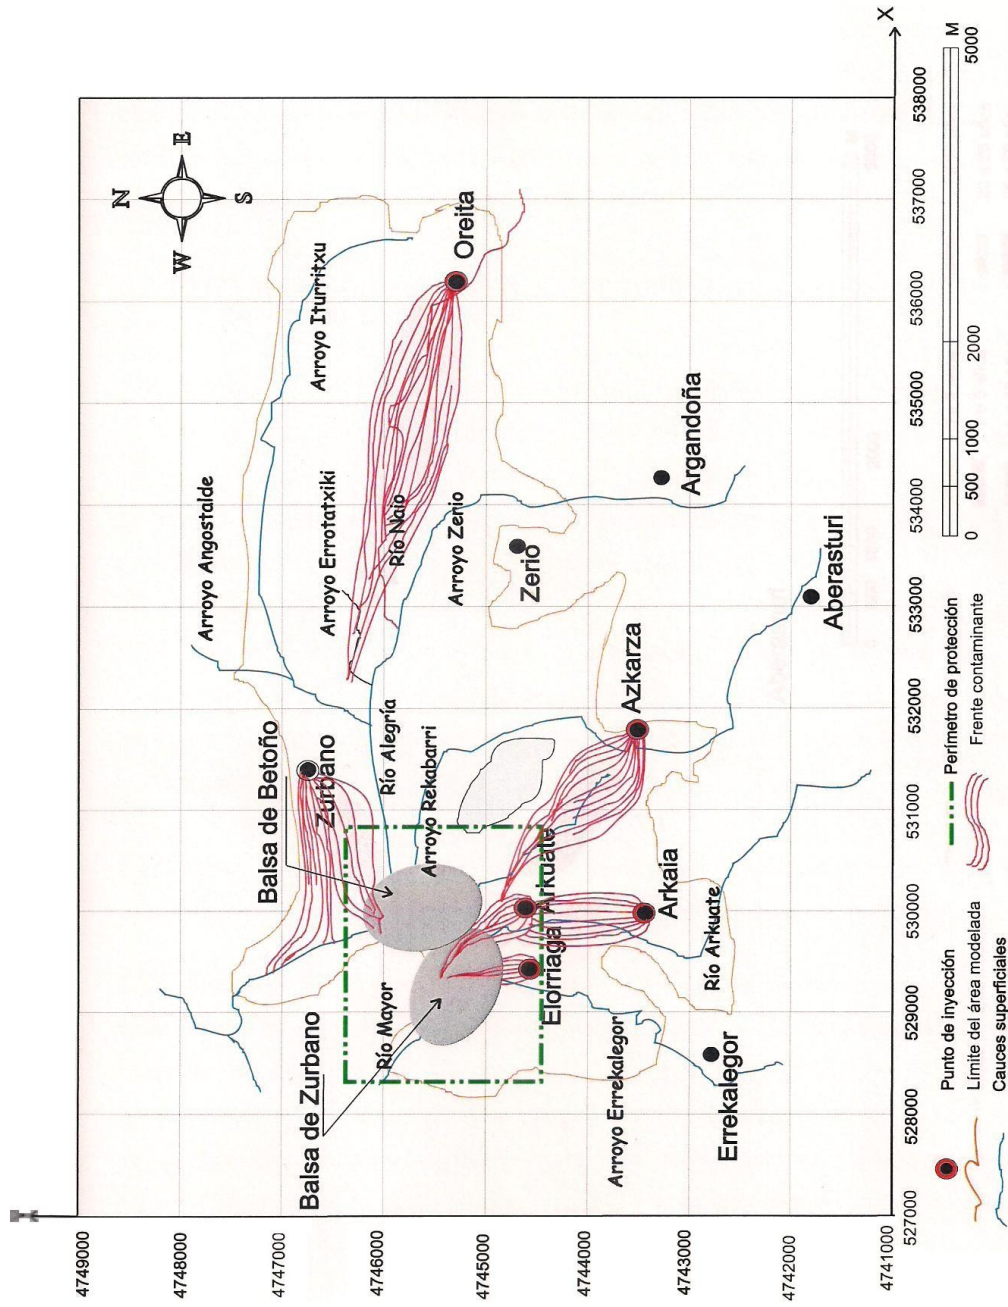 N
W
E
S
Arroyo Angostalde
Arroyo Iturritxu
Balsa de Betoño
Zurbano
Arroyo Errotatxiki
Río Naio
Oreita
Río Alegría
Arroyo Rekabarri
Arroyo Zerio
Balsa de Zurbano
Río Mayor
Zerio
Elorriaga
Arkuate
Azkarza
Argandoña
Arkaia
Arroyo Errekalegor
Río Arkuate
Errekalegor
Aberasturi
4749000
4748000
4747000
4746000
4745000
4744000
4743000
4742000
4741000
527000
528000
529000
530000
531000
532000
533000
534000
535000
536000
537000
538000
X
Punto de inyección
Límite del área modelada
Cauces superficiales
Perímetro de protección
Frente contaminante
0
500
1000
2000
5000
M